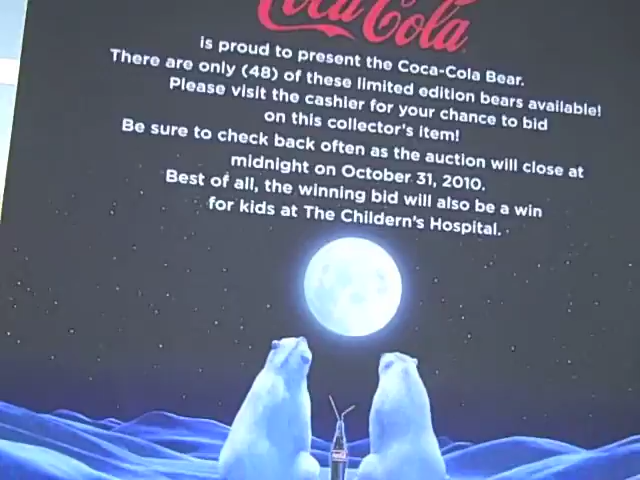 Coca-Cola
is proud to present the Coca-Cola Bear.
There are only (48) of these limited edition bears available!
Please visit the cashier for your chance to bid
on this collector's item!
Be sure to check back often as the auction will close at
midnight on October 31, 2010.
Best of all, the winning bid will also be a win
for kids at The Childern's Hospital.